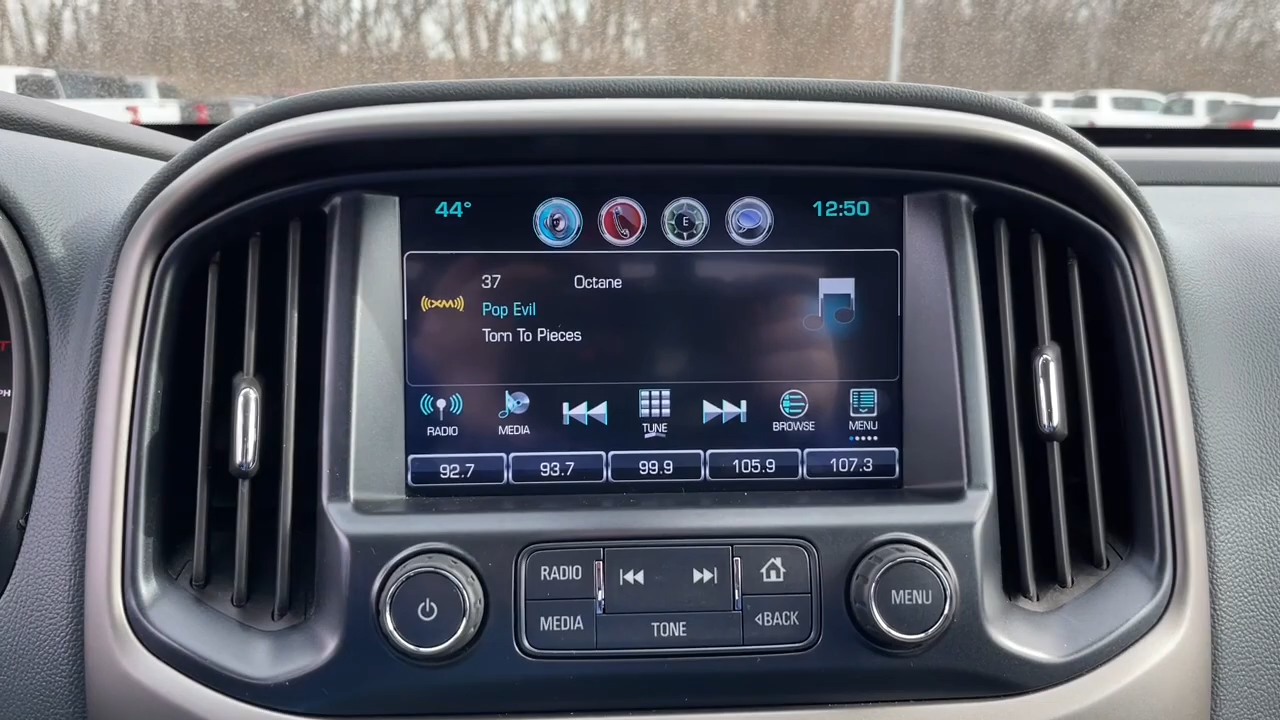 44° 12:50
E
37 Octane
((XM))
Pop Evil
Torn To Pieces
RADIO MEDIA TUNE BROWSE MENU
92.7 93.7 99.9 105.9 107.3
RADIO
MEDIA TONE ◁BACK
MENU